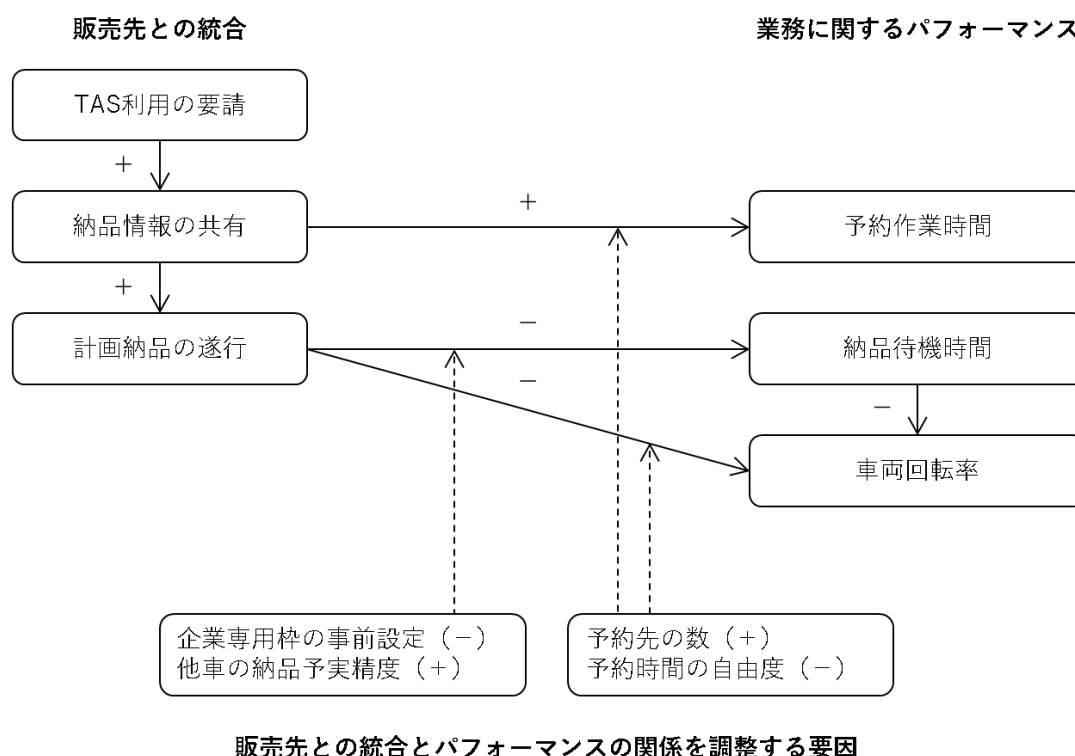 販売先との統合
業務に関するパフォーマンス
TAS利用の要請
+
納品情報の共有
+
予約作業時間
+
計画納品の遂行
−
納品待機時間
−
−
車両回転率
企業専用枠の事前設定（−）
他車の納品予実精度（+）
予約先の数（+）
予約時間の自由度（−）
販売先との統合とパフォーマンスの関係を調整する要因